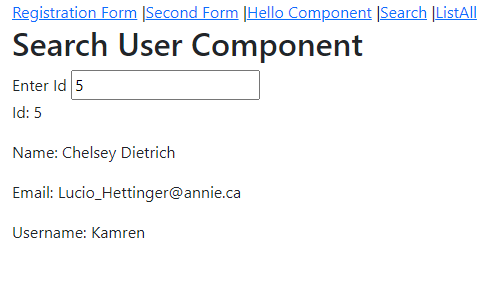 Registration Form |Second Form |Hello Component |Search |ListAll
Search User Component
Enter Id 5
Id: 5
Name: Chelsey Dietrich
Email: Lucio_Hettinger@annie.ca
Username: Kamren